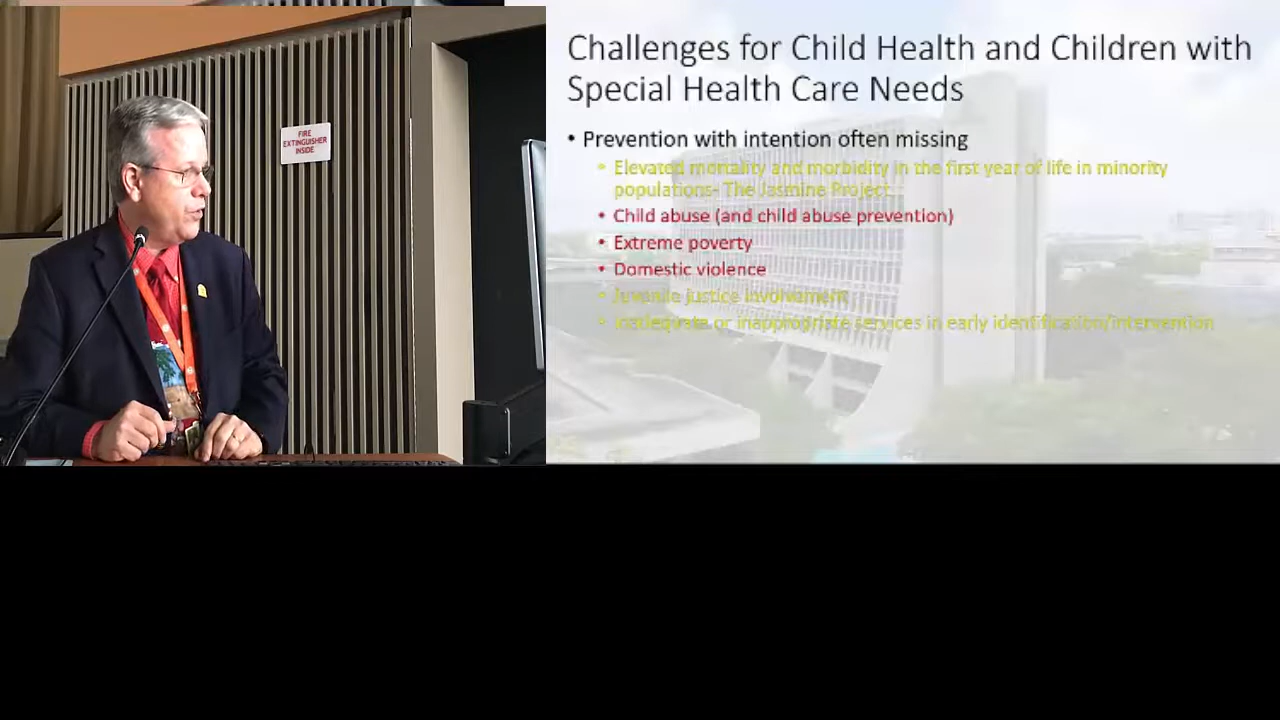 FIRE
EXTINGUISHER
INSIDE
Challenges for Child Health and Children with
Special Health Care Needs
• Prevention with intention often missing
• Elevated mortality and morbidity in the first year of life in minority
populations- The Jasmine Project
• Child abuse (and child abuse prevention)
• Extreme poverty
• Domestic violence
• Juvenile justice involvement
• Inadequate or inappropriate services in early identification/intervention